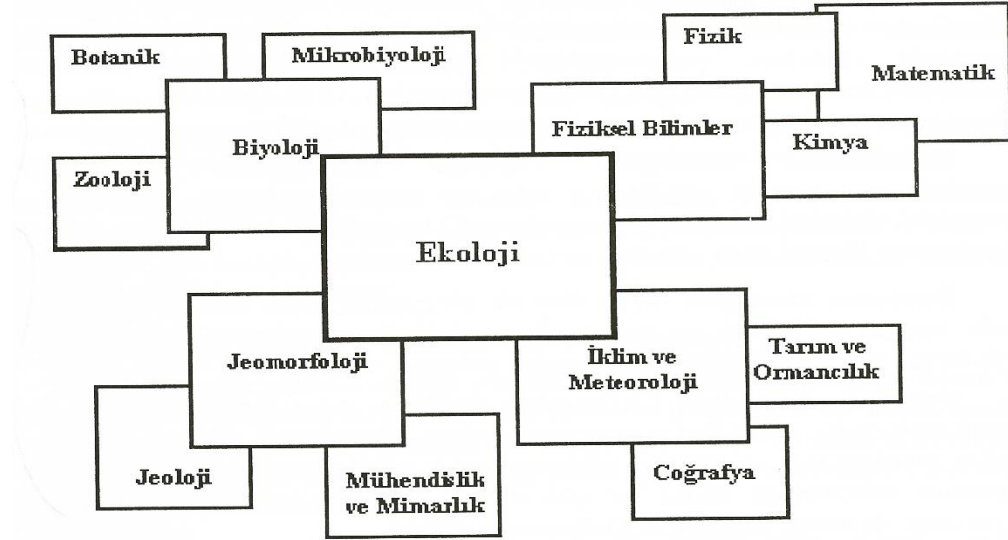 Botanik
Mikrobiyoloji
Fizik
Matematik
Biyoloji
Fiziksel Bilimler
Kimya
Zooloji
Ekoloji
Jeomorfoloji
İklim ve
Meteoroloji
Tarım ve
Ormancılık
Jeoloji
Mühendislik
ve Mimarlık
Coğrafya